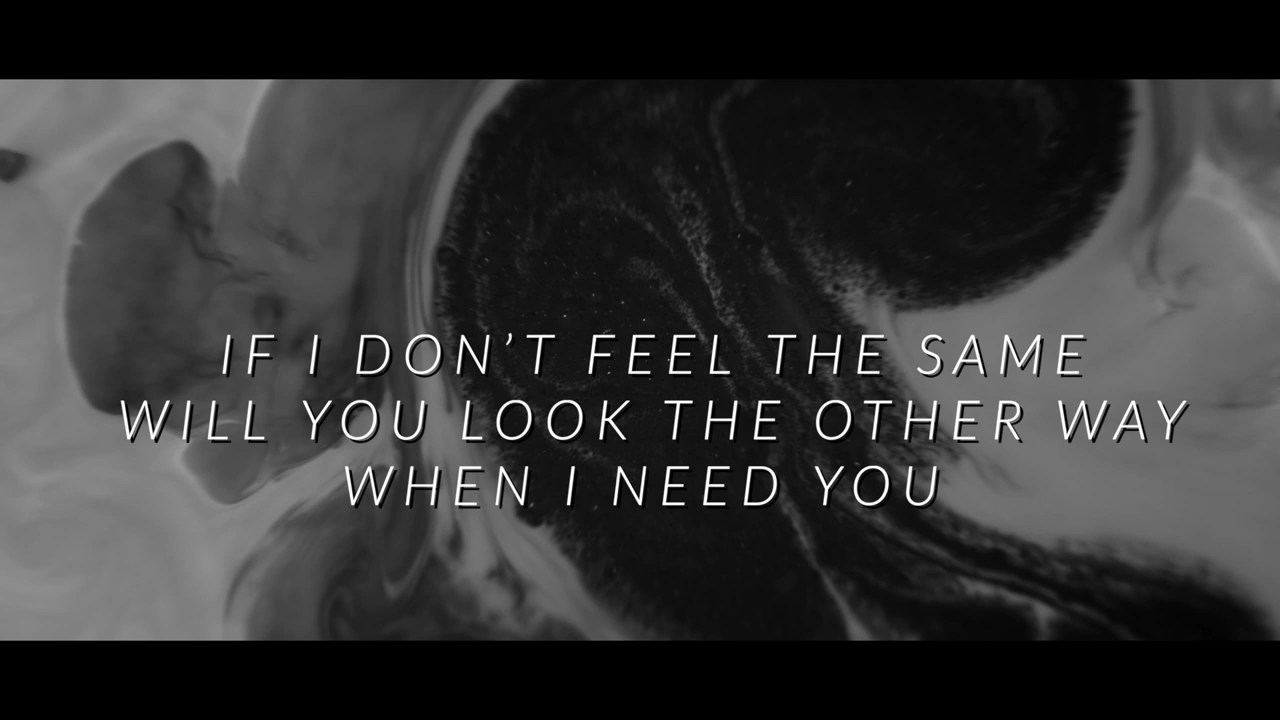 IF I DON’T FEEL THE SAME
WILL YOU LOOK THE OTHER WAY
WHEN I NEED YOU